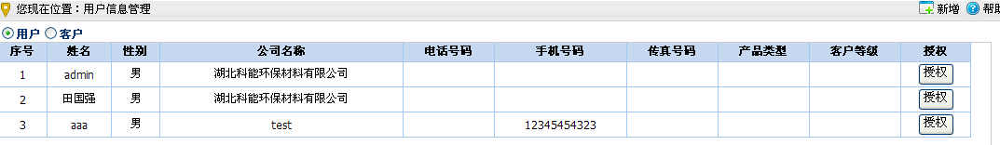 您现在位置：用户信息管理 新增 帮助
用户 客户
序号 姓名 性别 公司名称 电话号码 手机号码 传真号码 产品类型 客户等级 授权
1 admin 男 湖北科能环保材料有限公司 授权
2 田国强 男 湖北科能环保材料有限公司 授权
3 aaa 男 test 12345454323 授权